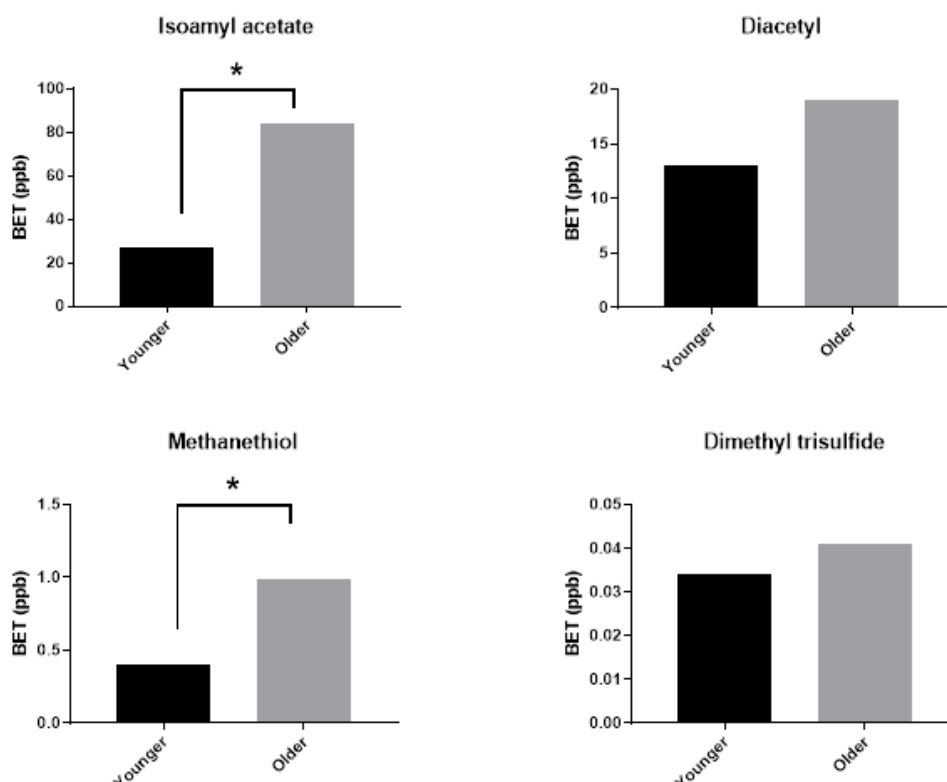 Isoamyl acetate
*
BET (ppb)
100
80
60
40
20
0
Younger
Older
Diacetyl
BET (ppb)
20
15
10
5
0
Younger
Older
Methanethiol
*
BET (ppb)
1.5
1.0
0.5
0.0
Younger
Older
Dimethyl trisulfide
BET (ppb)
0.05
0.04
0.03
0.02
0.01
0.00
Younger
Older